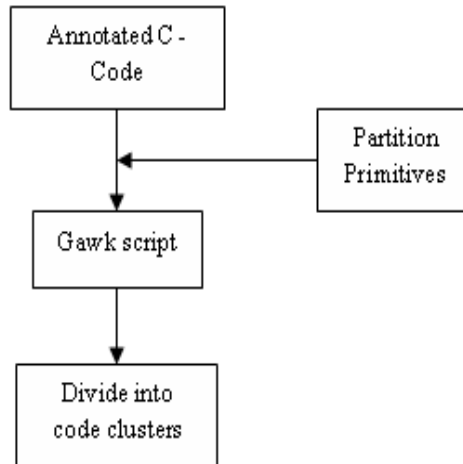 Annotated C -
Code
Partition
Primitives
Gawk script
Divide into
code clusters